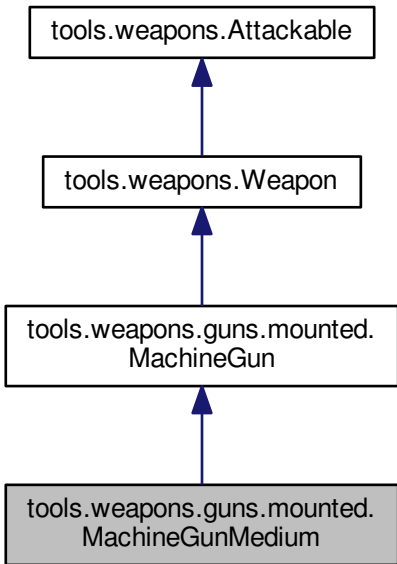 tools.weapons.Attackable
tools.weapons.Weapon
tools.weapons.guns.mounted.
MachineGun
tools.weapons.guns.mounted.
MachineGunMedium